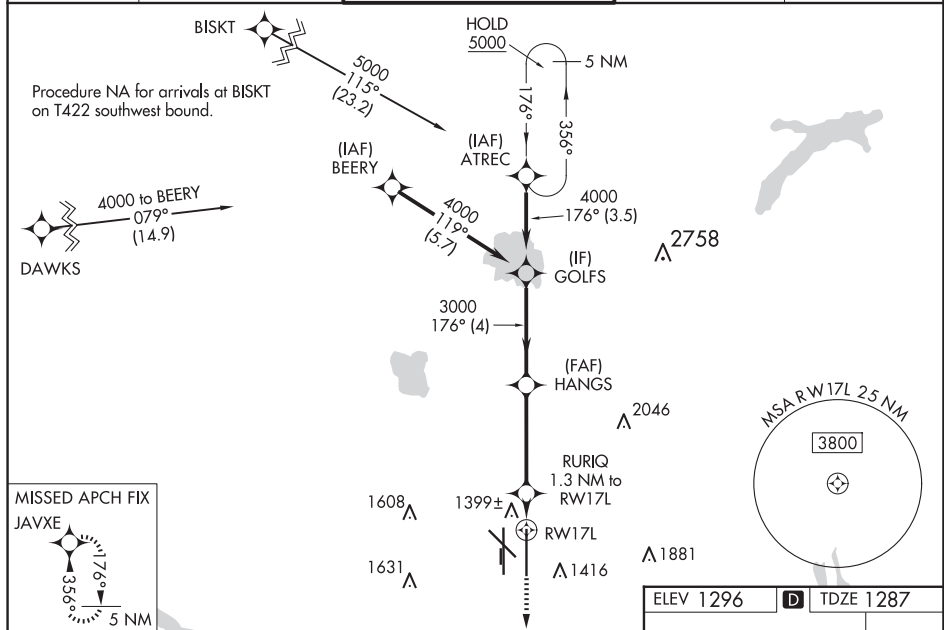 BISKT
HOLD
5000
5 NM
5000
115°
(23.2)
Procedure NA for arrivals at BISKT
on T422 southwest bound.
176°
356°
(IAF)
ATREC
(IAF)
BEERY
4000 to BEERY
079°
(14.9)
DAWKS
4000
119°
(5.7)
4000
176° (3.5)
2758
(IF)
GOLFS
3000
176° (4)
(FAF)
HANGS
2046
MSA RW17L 25 NM
3800
RURIQ
1.3 NM to
RW17L
MISSED APCH FIX
JAVXE
176°
356°
5 NM
1608
1399±
RW17L
1631
1416
1881
ELEV 1296 D TDZE 1287